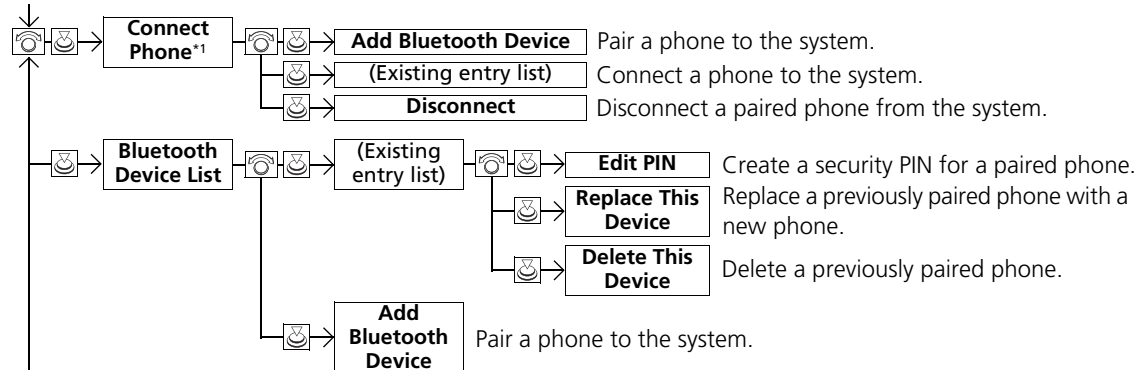 Connect
Phone*1
Add Bluetooth Device
Pair a phone to the system.
(Existing entry list)
Connect a phone to the system.
Disconnect
Disconnect a paired phone from the system.
Bluetooth
Device List
(Existing
entry list)
Edit PIN
Create a security PIN for a paired phone.
Replace This
Device
Replace a previously paired phone with a
new phone.
Delete This
Device
Delete a previously paired phone.
Add
Bluetooth
Device
Pair a phone to the system.